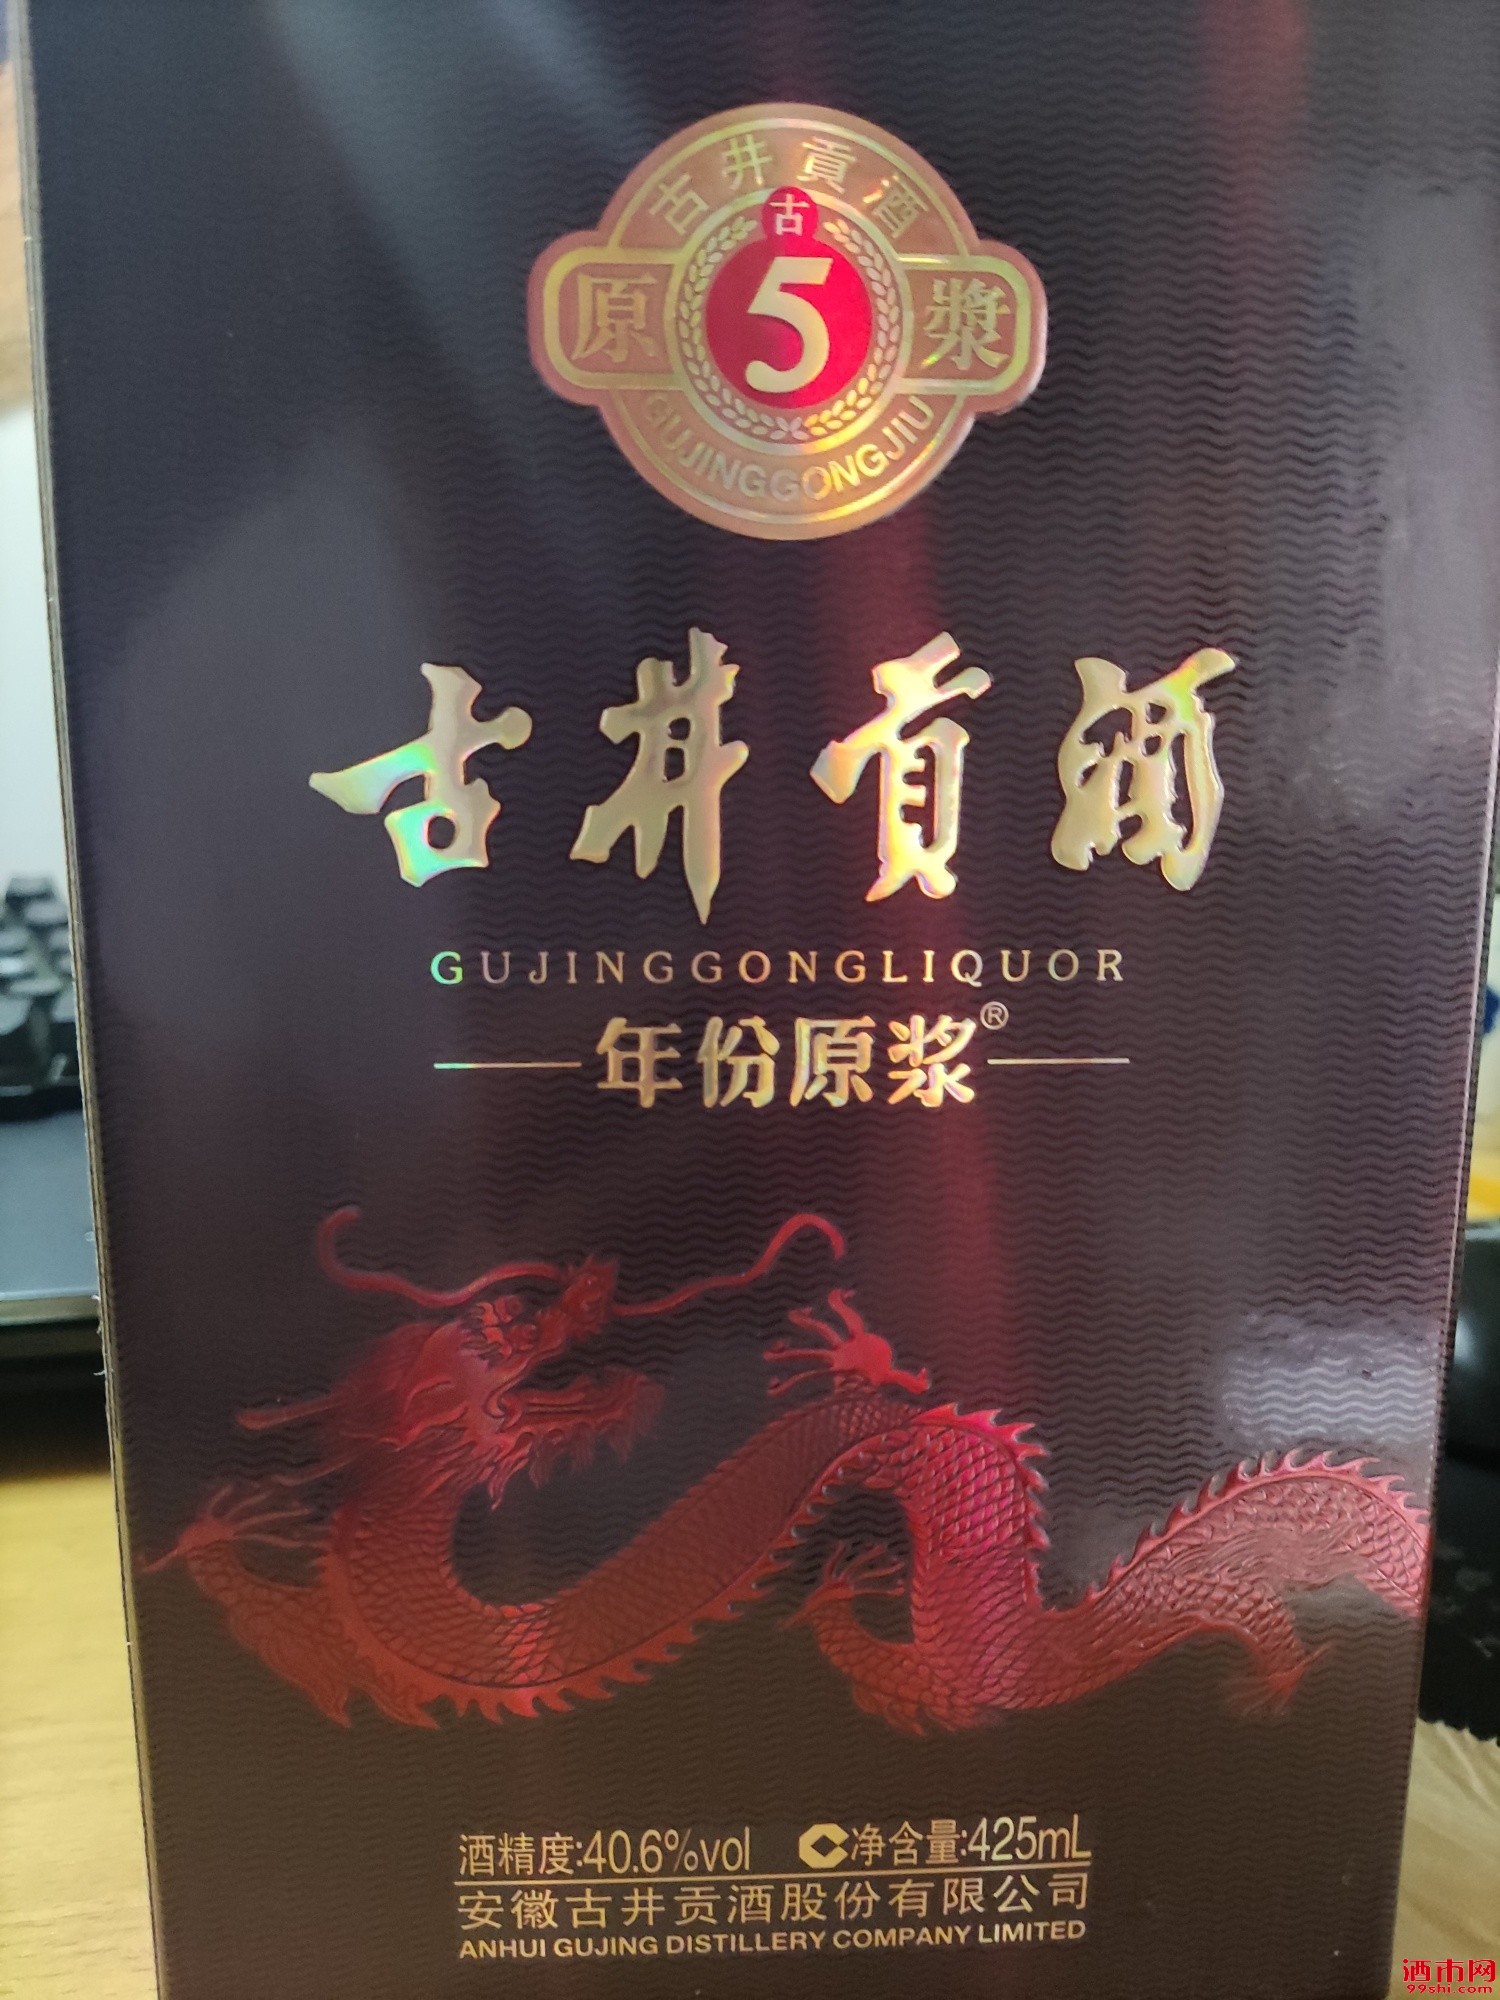 古井贡酒
古
5
原 漿
GUJINGGONGJIU
古井贡酒
GUJINGGONGLIQUOR
年份原浆®
酒精度:40.6%vol C净含量:425mL
安徽古井贡酒股份有限公司
ANHUI GUJING DISTILLERY COMPANY LIMITED
酒市网
99shi.com